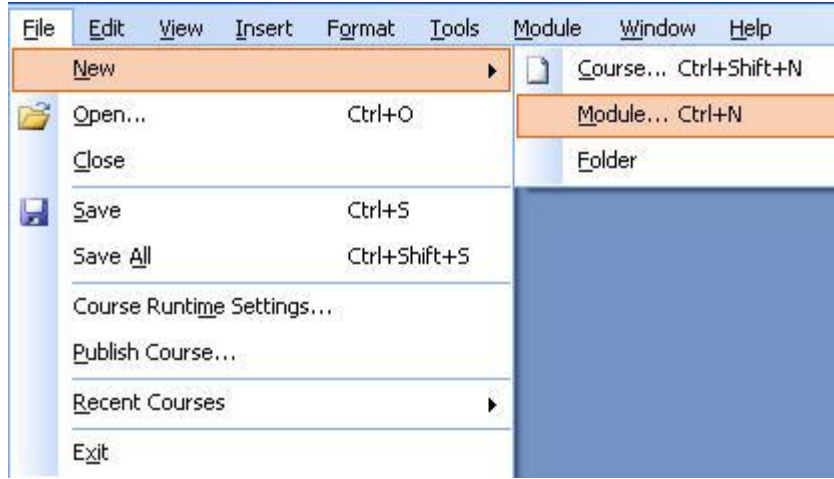 File Edit View Insert Format Tools Module Window Help
New
Open... Ctrl+O
Close
Save Ctrl+S
Save All Ctrl+Shift+S
Course Runtime Settings...
Publish Course...
Recent Courses
Exit
Course... Ctrl+Shift+N
Module... Ctrl+N
Folder